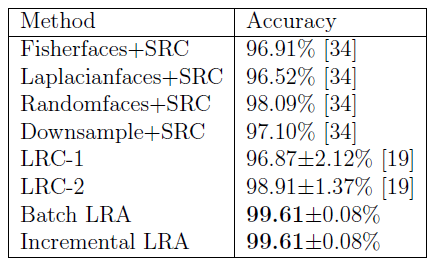 Method Accuracy
Fisherfaces+SRC 96.91% [34]
Laplacianfaces+SRC 96.52% [34]
Randomfaces+SRC 98.09% [34]
Downsample+SRC 97.10% [34]
LRC-1 96.87±2.12% [19]
LRC-2 98.91±1.37% [19]
Batch LRA 99.61±0.08%
Incremental LRA 99.61±0.08%